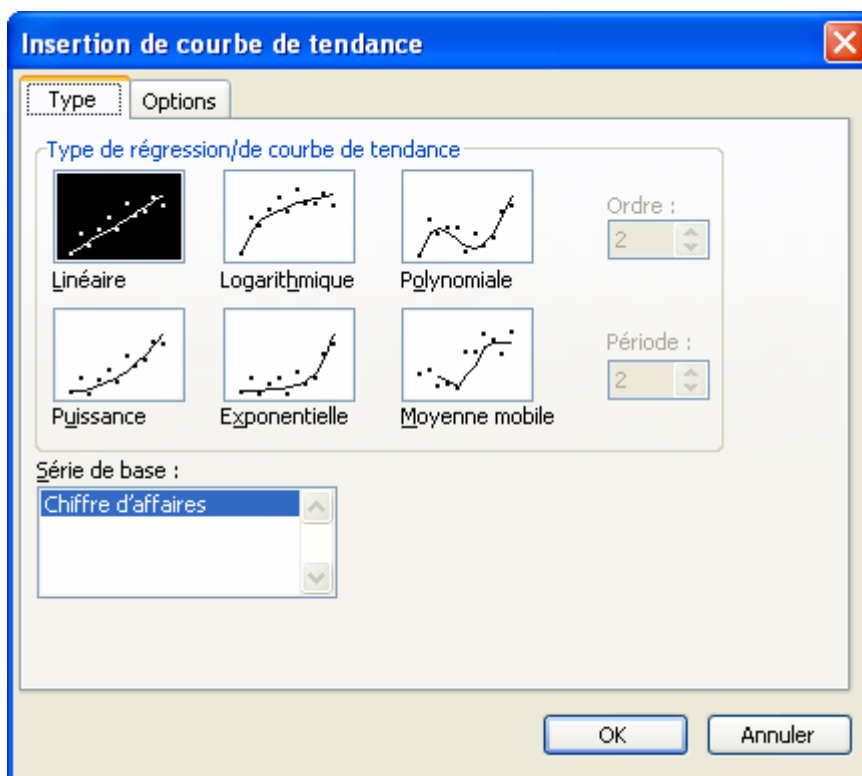 Insertion de courbe de tendance
Type Options
Type de régression/de courbe de tendance
Linéaire Logarithmique Polynomiale
Ordre :
2
Puissance Exponentielle Moyenne mobile
Période :
2
Série de base :
Chiffre d'affaires
OK Annuler